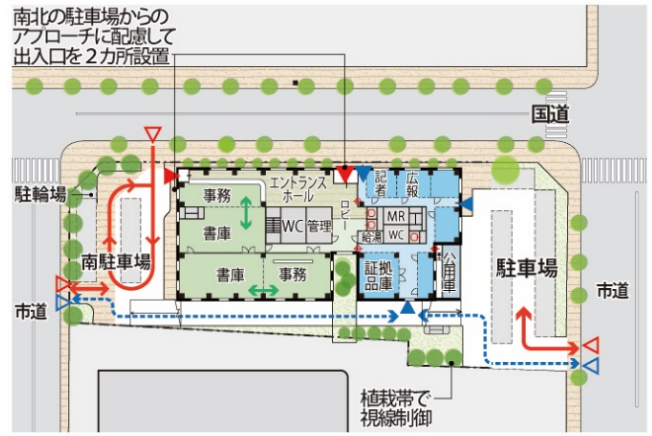 南北の駐車場からの
アプローチに配慮して
出入口を2カ所設置
国道
駐輪場
事務
エントランス
ホール
ロビー
記者
広報
書庫
WC
管理
MR
WC
給湯
南駐車場
書庫
事務
証拠
品庫
公用車
駐車場
市道
市道
植栽帯で
視線制御